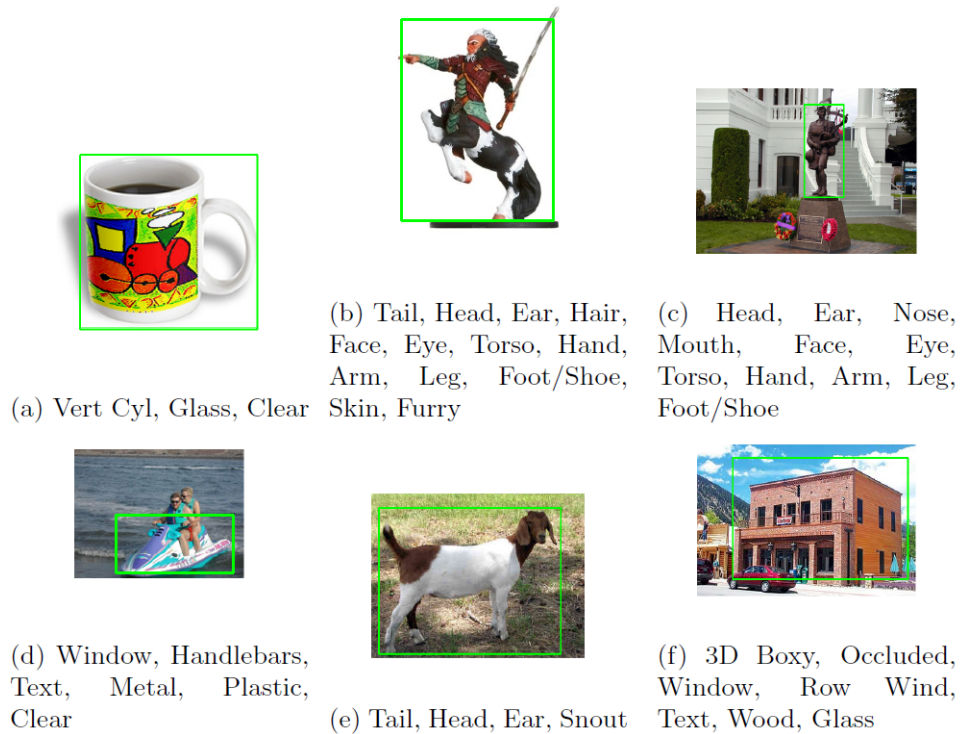 (a) Vert Cyl, Glass, Clear
(b) Tail, Head, Ear, Hair,
Face, Eye, Torso, Hand,
Arm, Leg, Foot/Shoe,
Skin, Furry
(c) Head, Ear, Nose,
Mouth, Face, Eye,
Torso, Hand, Arm, Leg,
Foot/Shoe
(d) Window, Handlebars,
Text, Metal, Plastic,
Clear
(e) Tail, Head, Ear, Snout
(f) 3D Boxy, Occluded,
Window, Row Wind,
Text, Wood, Glass